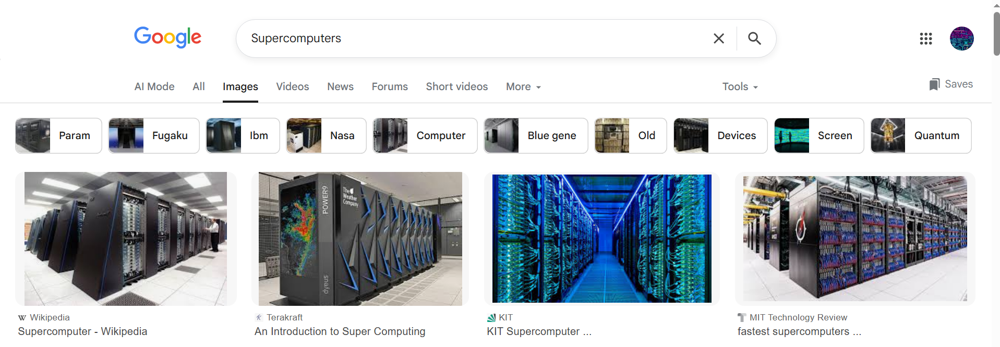 Google
Supercomputers
AI Mode
All
Images
Videos
News
Forums
Short videos
More
Tools
Saves
Param
Fugaku
Ibm
Nasa
Computer
Blue gene
Old
Devices
Screen
Quantum
POWER9
The
Weather
Company
dyeus
W Wikipedia
Supercomputer - Wikipedia
Terakraft
An Introduction to Super Computing
KIT
KIT Supercomputer ...
MIT Technology Review
fastest supercomputers ...